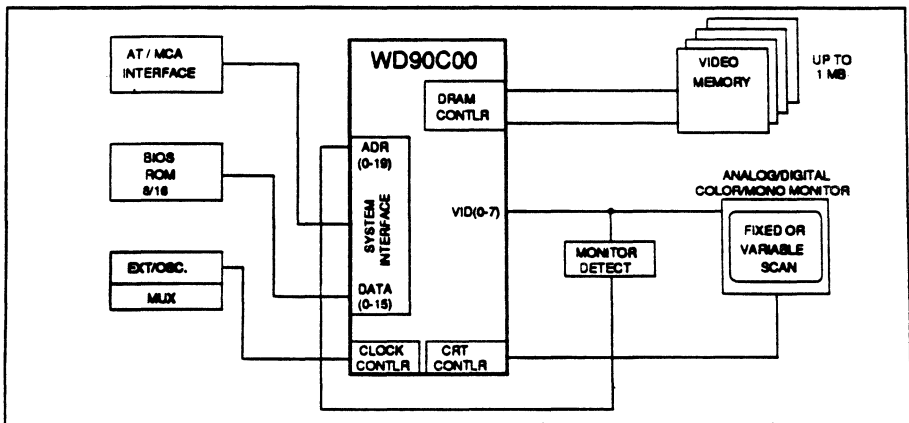 AT / MCA
INTERFACE
BIOS
ROM
8/16
EXT/OSC.
MUX
WD90C00
DRAM
CONTLR
ADR
(0-19)
SYSTEM
INTERFACE
DATA
(0-15)
VID(0-7)
CLOCK
CONTLR
CRT
CONTLR
VIDEO
MEMORY
UP TO
1 MB
MONITOR
DETECT
ANALOG/DIGITAL
COLOR/MONO MONITOR
FIXED OR
VARIABLE
SCAN